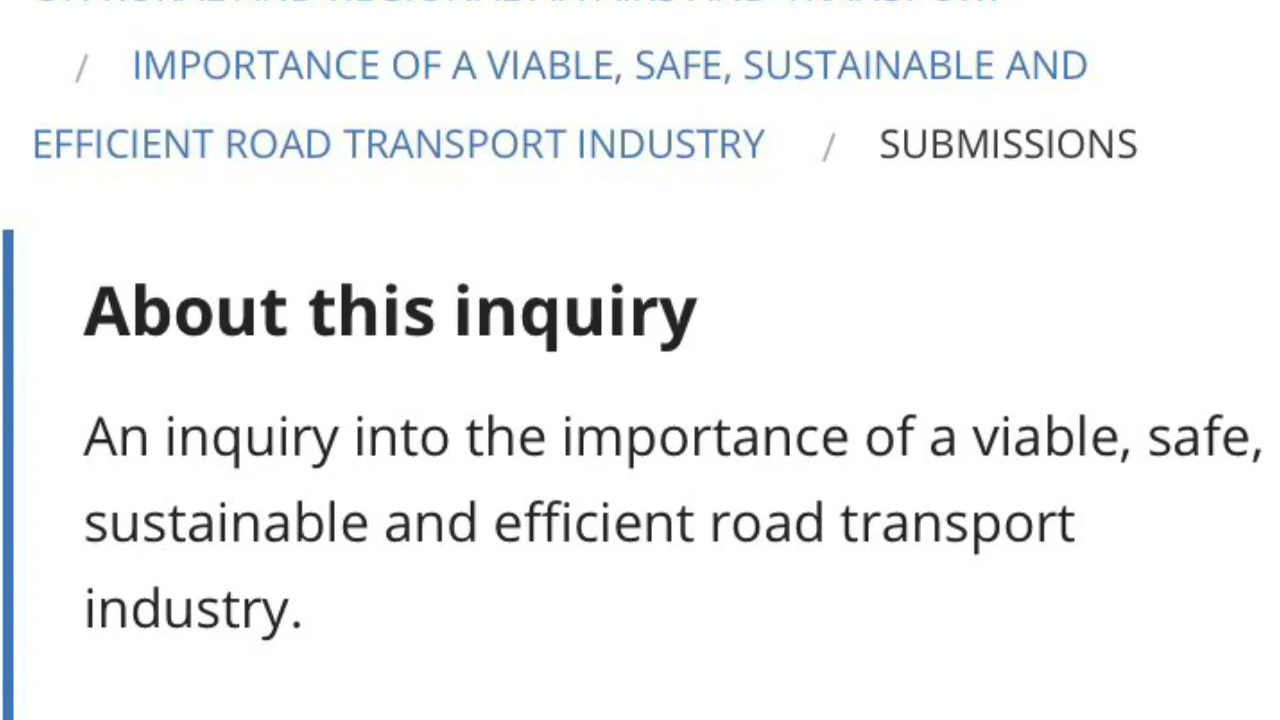 / IMPORTANCE OF A VIABLE, SAFE, SUSTAINABLE AND
EFFICIENT ROAD TRANSPORT INDUSTRY / SUBMISSIONS
About this inquiry
An inquiry into the importance of a viable, safe,
sustainable and efficient road transport
industry.